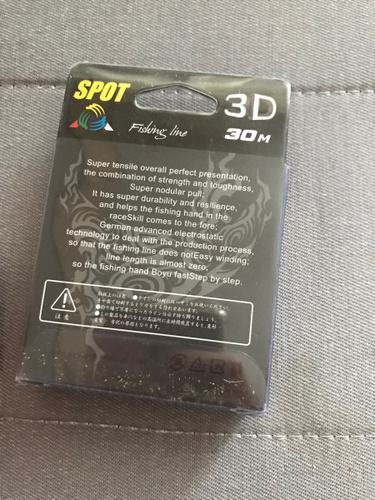 SPOT
3D
Fishing line
30M
Super tensile overall perfect presentation,
the combination of strength and toughness,
Super nodular pull;
It has super durability and resilience,
and helps the fishing hand in the
raceSkill comes to the fore;
German advanced electrostatic
technology to deal with the production process,
so that the fishing line does notEasy winding;
line length is almost zero,
so the fishing hand Boyu fastStep by step.
注意